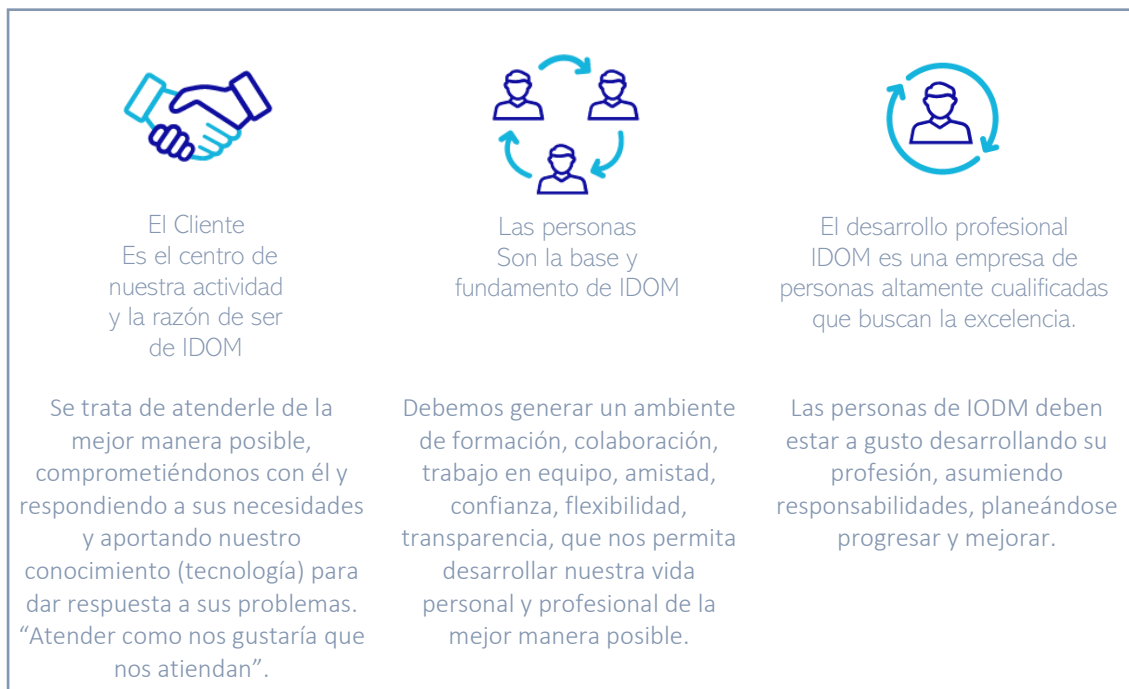 El Cliente
Es el centro de
nuestra actividad
y la razón de ser
de IDOM
Se trata de atenderle de la
mejor manera posible,
comprometiéndonos con él y
respondiendo a sus necesidades
y aportando nuestro
conocimiento (tecnología) para
dar respuesta a sus problemas.
“Atender como nos gustaría que
nos atiendan”.
Las personas
Son la base y
fundamento de IDOM
Debemos generar un ambiente
de formación, colaboración,
trabajo en equipo, amistad,
confianza, flexibilidad,
transparencia, que nos permita
desarrollar nuestra vida
personal y profesional de la
mejor manera posible.
El desarrollo profesional
IDOM es una empresa de
personas altamente cualificadas
que buscan la excelencia.
Las personas de IODM deben
estar a gusto desarrollando su
profesión, asumiendo
responsabilidades, planeándose
progresar y mejorar.